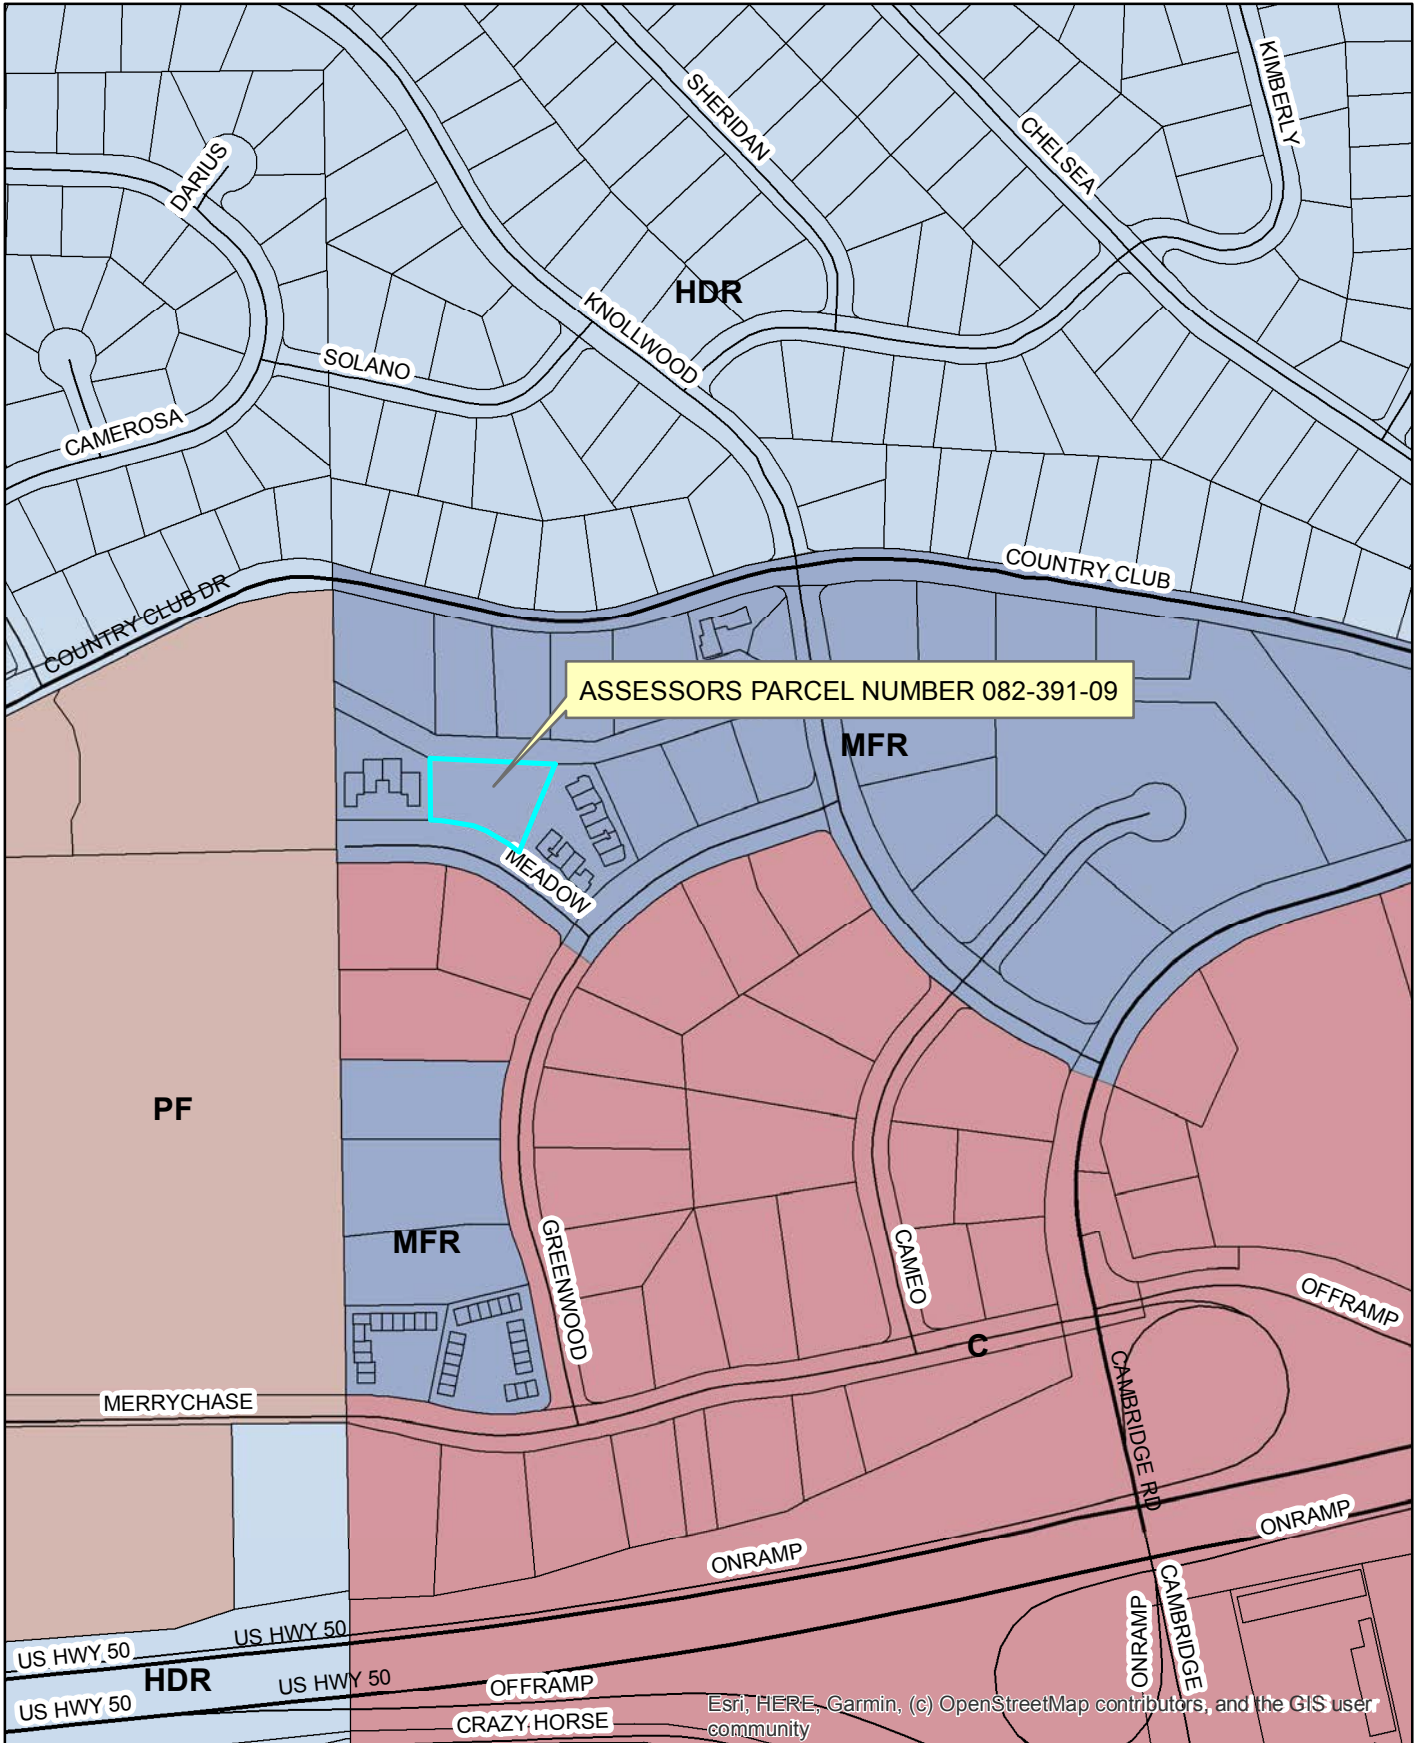 KIMBERLY
SHERIDAN
CHELSEA
DARIUS
HDR
KNOLLWOOD
SOLANO
CAMEROSA
COUNTRY CLUB
COUNTRY CLUB DR
ASSESSORS PARCEL NUMBER 082-391-09
MFR
MEADOW
PF
MFR
GREENWOOD
CAMEO
OFFRAMP
C
CAMBRIDGE RD
MERRYCHASE
ONRAMP
ONRAMP
US HWY 50
US HWY 50
HDR
US HWY 50
US HWY 50
OFFRAMP
CRAZY HORSE
ONRAMP
CAMBRIDGE
Esri, HERE, Garmin, (c) OpenStreetMap contributors, and the GIS user
community